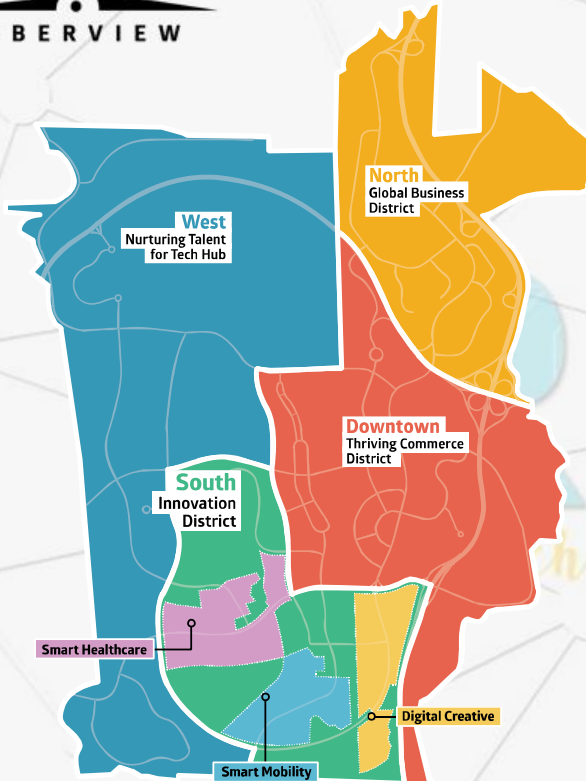 BERVIEW
North
Global Business
District
West
Nurturing Talent
for Tech Hub
Downtown
Thriving Commerce
District
South
Innovation
District
Smart Healthcare
Digital Creative
Smart Mobility